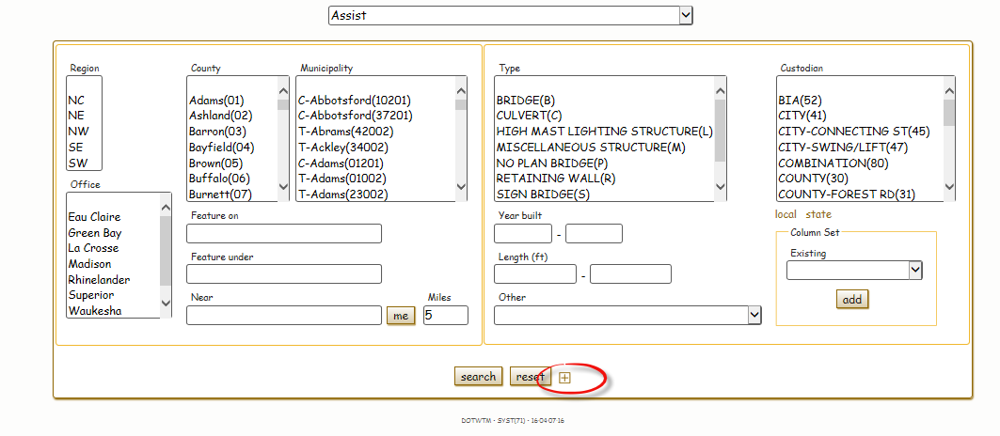 Assist
Region
NC
NE
NW
SE
SW
Office
Eau Claire
Green Bay
La Crosse
Madison
Rhinelander
Superior
Waukesha
County
Adams(01)
Ashland(02)
Barron(03)
Bayfield(04)
Brown(05)
Buffalo(06)
Burnett(07)
Municipality
C-Abbotsford(10201)
C-Abbotsford(37201)
T-Abrams(42002)
T-Ackley(34002)
C-Adams(01201)
T-Adams(01002)
T-Adams(23002)
Feature on
Feature under
Near
me
Miles
5
Type
BRIDGE(B)
CULVERT(C)
HIGH MAST LIGHTING STRUCTURE(L)
MISCELLANEOUS STRUCTURE(M)
NO PLAN BRIDGE(P)
RETAINING WALL(R)
SIGN BRIDGE(S)
Year built
-
Length (ft)
-
Other
Custodian
BIA(52)
CITY(41)
CITY-CONNECTING ST(45)
CITY-SWING/LIFT(47)
COMBINATION(80)
COUNTY(30)
COUNTY-FOREST RD(31)
local state
Column Set
Existing
add
search reset
DOTWTM - SYST(71) - 16:04:07:16